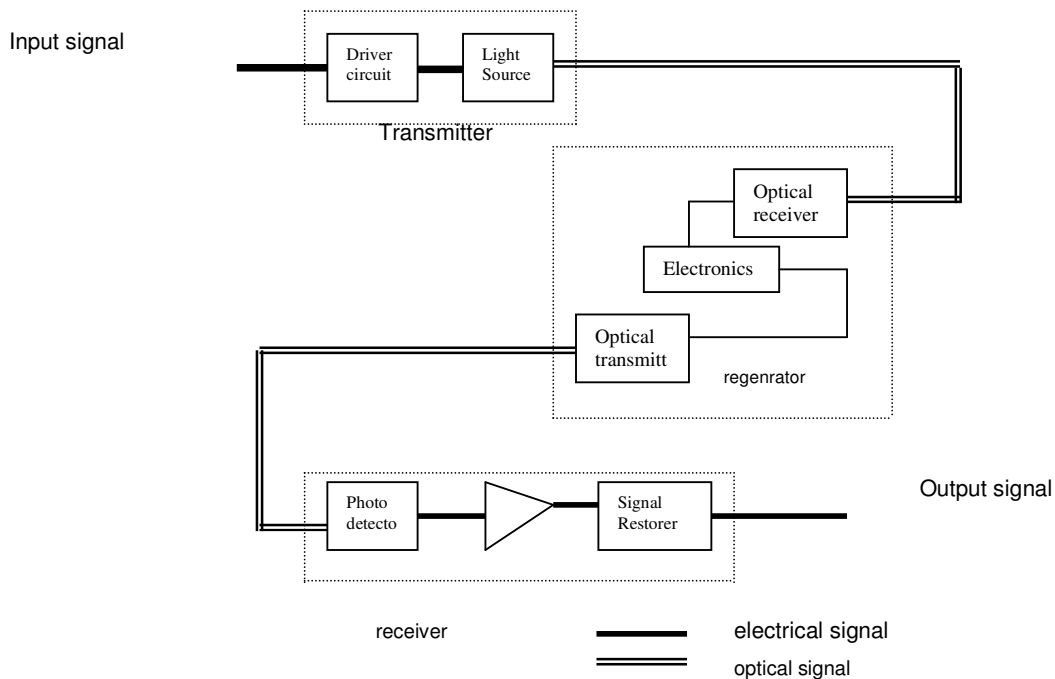 Input signal
Driver
circuit
Light
Source
Transmitter
Optical
receiver
Electronics
Optical
transmitt
regenrator
Photo
detecto
Signal
Restorer
Output signal
receiver
electrical signal
optical signal